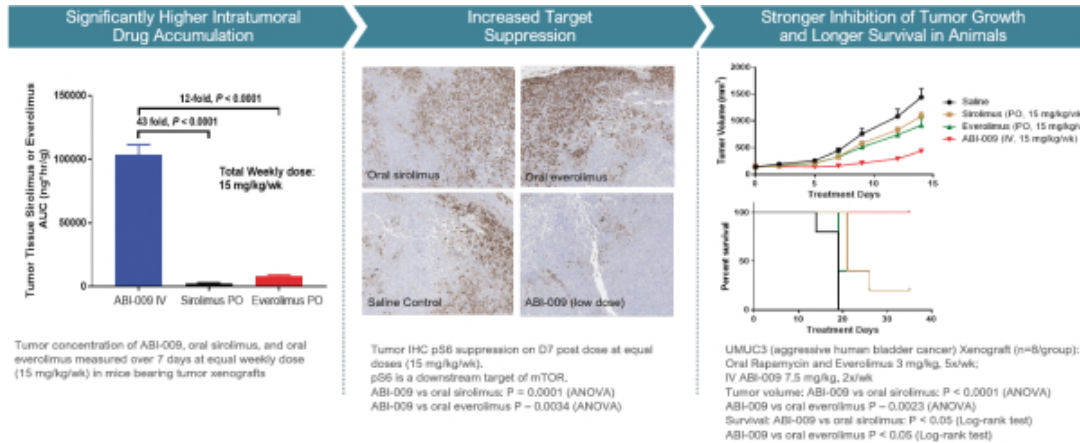 Significantly Higher Intratumoral
Drug Accumulation
Increased Target
Suppression
Stronger Inhibition of Tumor Growth
and Longer Survival in Animals
Tumor Tissue Sirolimus or Everolimus
AUC (ng*hr/g)
150000
100000
50000
0
12-fold, P < 0.0001
43 fold, P < 0.0001
Total Weekly dose:
15 mg/kg/wk
ABI-009 IV
Sirolimus PO
Everolimus PO
Tumor concentration of ABI-009, oral sirolimus, and oral
everolimus measured over 7 days at equal weekly dose
(15 mg/kg/wk) in mice bearing tumor xenografts
Oral sirolimus
Oral everolimus
Saline Control
ABI-009 (low dose)
Tumor IHC pS6 suppression on D7 post dose at equal
doses (15 mg/kg/wk).
pS6 is a downstream target of mTOR.
ABI-009 vs oral sirolimus: P = 0.0001 (ANOVA)
ABI-009 vs oral everolimus P – 0.0034 (ANOVA)
Tumor Volume (mm³)
2000
1500
1000
500
0
0
5
10
15
Treatment Days
Saline
Sirolimus (PO, 15 mg/kg/wk
Everolimus (PO, 15 mg/kg/w
ABI-009 (IV, 15 mg/kg/wk)
Percent survival
100
50
0
0
10
20
30
40
Treatment Days
UMUC3 (aggressive human bladder cancer) Xenograft (n=8/group):
Oral Rapamycin and Everolimus 3 mg/kg, 5x/wk;
IV ABI-009 7.5 mg/kg, 2x/wk
Tumor volume: ABI-009 vs oral sirolimus: P < 0.0001 (ANOVA)
ABI-009 vs oral everolimus P – 0.0023 (ANOVA)
Survival: ABI-009 vs oral sirolimus: P < 0.05 (Log-rank test)
ABI-009 vs oral everolimus P < 0.05 (Log-rank test)